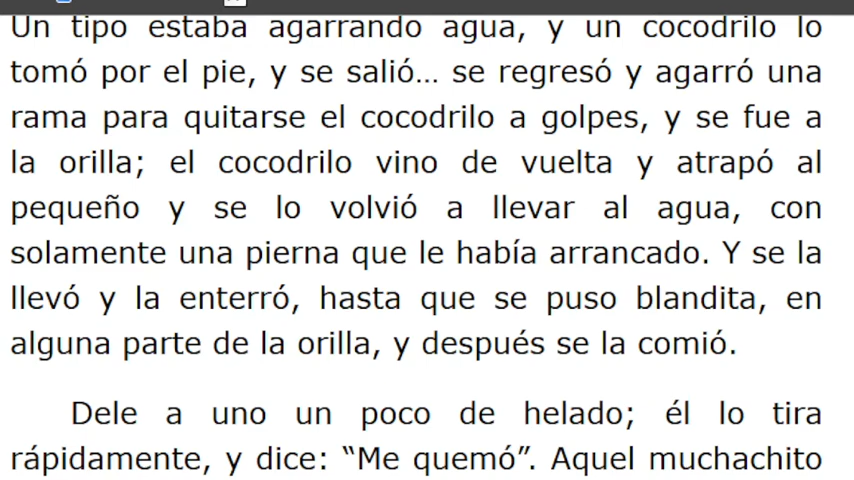 Un tipo estaba agarrando agua, y un cocodrilo lo
tomó por el pie, y se salió... se regresó y agarró una
rama para quitarse el cocodrilo a golpes, y se fue a
la orilla; el cocodrilo vino de vuelta y atrapó al
pequeño y se lo volvió a llevar al agua, con
solamente una pierna que le había arrancado. Y se la
llevó y la enterró, hasta que se puso blandita, en
alguna parte de la orilla, y después se la comió.
Dele a uno un poco de helado; él lo tira
rápidamente, y dice: “Me quemó”. Aquel muchachito